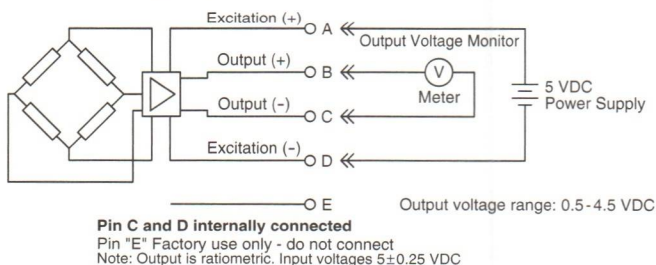 Excitation (+)
A
Output Voltage Monitor
Output (+)
B
V
Meter
5 VDC
Power Supply
Output (-)
C
Excitation (-)
D
E
Output voltage range: 0.5-4.5 VDC
Pin C and D internally connected
Pin "E" Factory use only - do not connect
Note: Output is ratiometric. Input voltages 5±0.25 VDC